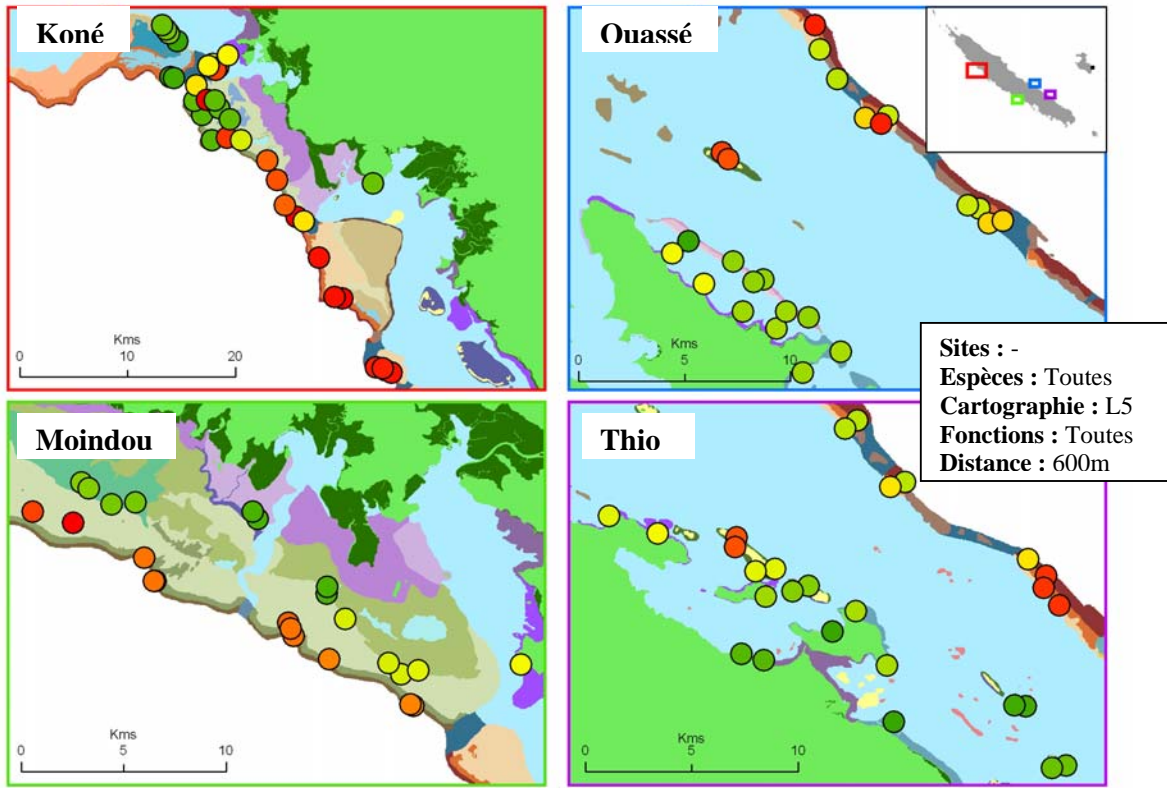 Koné
Kms
0 10 20
Ouassé
0 5 10
Sites : -
Espèces : Toutes
Cartographie : L5
Fonctions : Toutes
Distance : 600m
Moindou
Kms
0 5 10
Thio
Kms
0 5 10